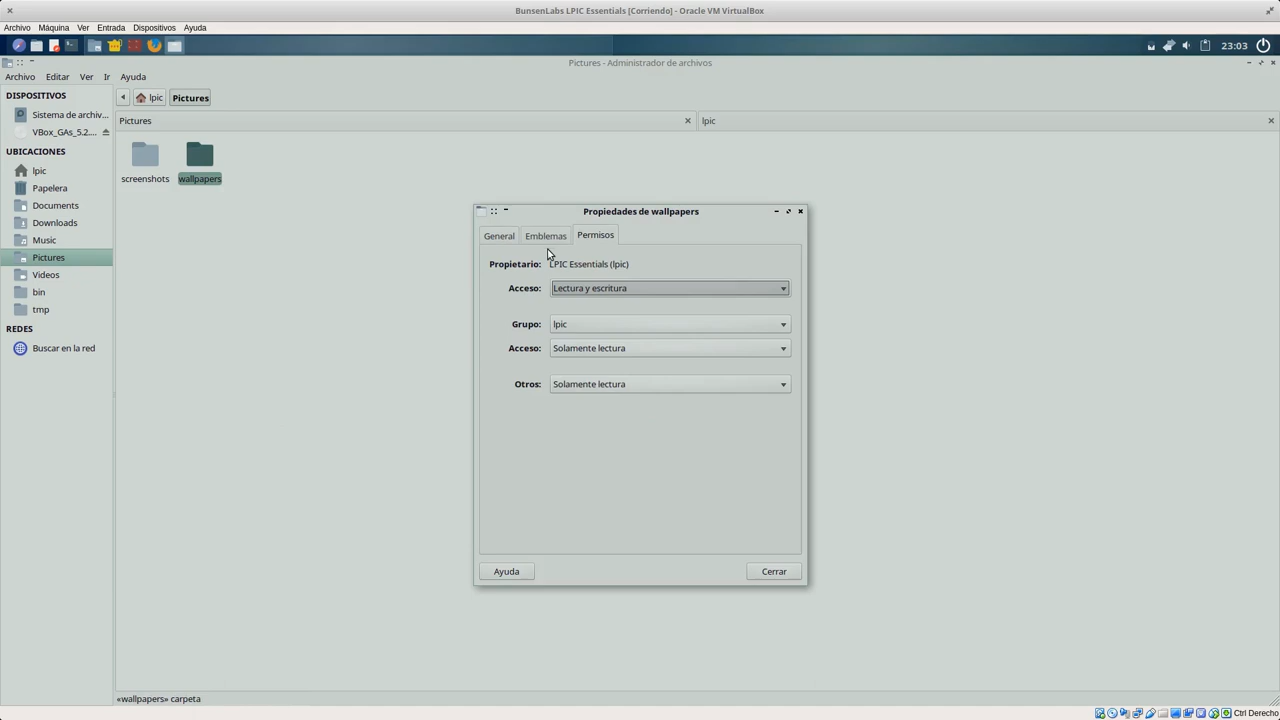 BunsenLabs LPIC Essentials [Corriendo] - Oracle VM VirtualBox
Archivo Máquina Ver Entrada Dispositivos Ayuda
23:03
Pictures - Administrador de archivos
Archivo Editar Ver Ir Ayuda
DISPOSITIVOS
Sistema de archiv...
VBox_GAs_5.2....
UBICACIONES
lpic
Papelera
Documents
Downloads
Music
Pictures
Videos
bin
tmp
REDES
Buscar en la red
lpic Pictures
Pictures lpic
screenshots wallpapers
Propiedades de wallpapers
General Emblemas Permisos
Propietario: LPIC Essentials (lpic)
Acceso: Lectura y escritura
Grupo: lpic
Acceso: Solamente lectura
Otros: Solamente lectura
Ayuda Cerrar
«wallpapers» carpeta
Ctrl Derecho